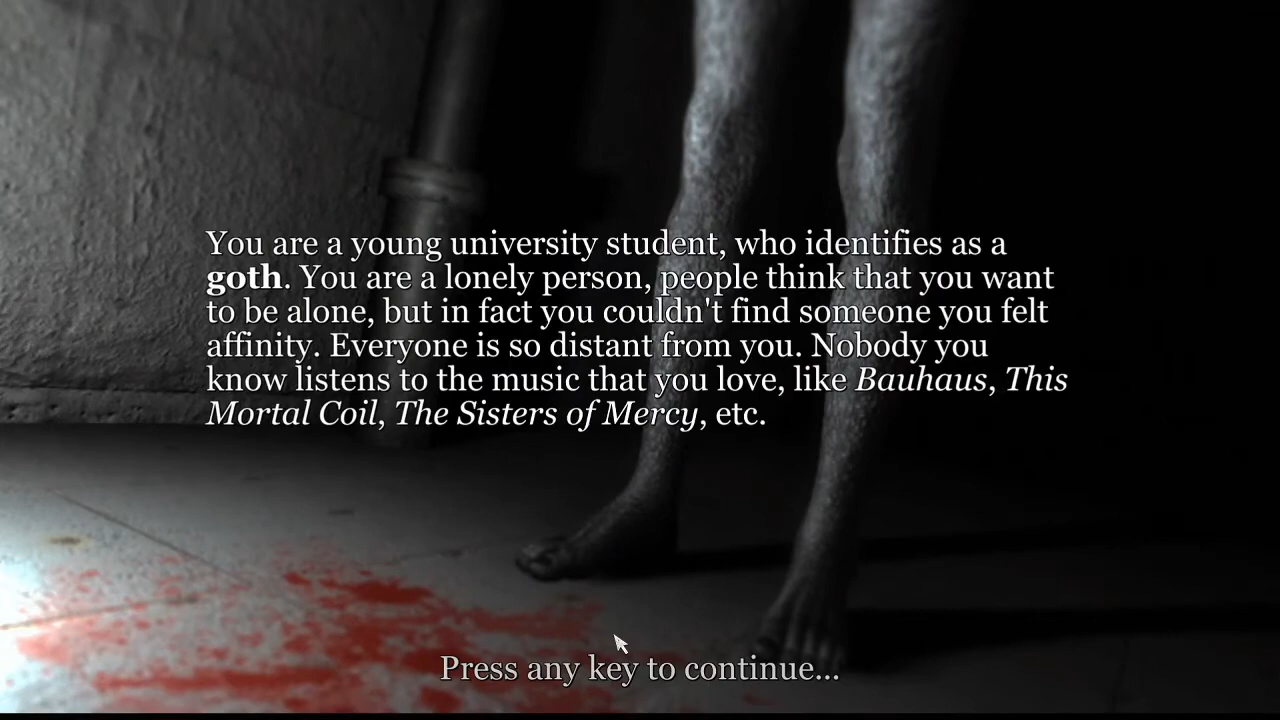 You are a young university student, who identifies as a
goth. You are a lonely person, people think that you want
to be alone, but in fact you couldn't find someone you felt
affinity. Everyone is so distant from you. Nobody you
know listens to the music that you love, like Bauhaus, This
Mortal Coil, The Sisters of Mercy, etc.
Press any key to continue...